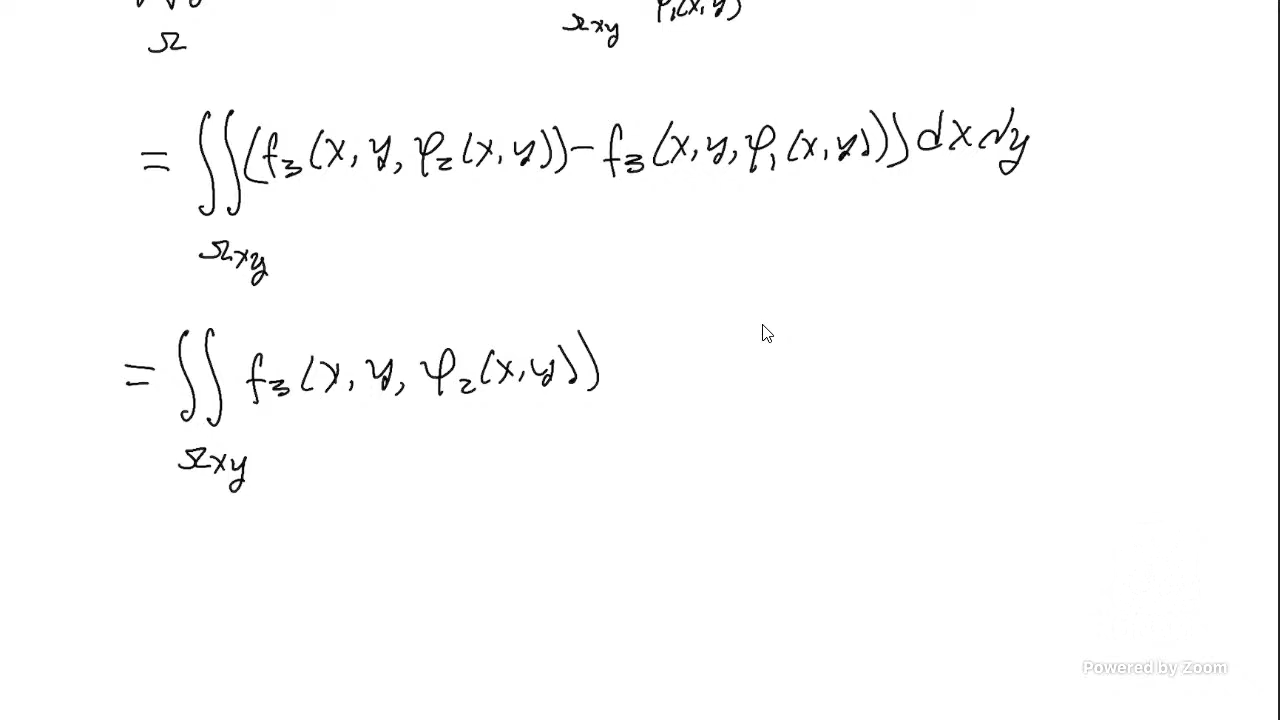 Ω Ωxy φ₁(x,y)
= ∬ (f₃(x, y, φ₂(x, y)) - f₃(x, y, φ₁(x, y))) dx dy
Ωxy
= ∬ f₃(x, y, φ₂(x, y))
Ωxy
Powered by Zoom